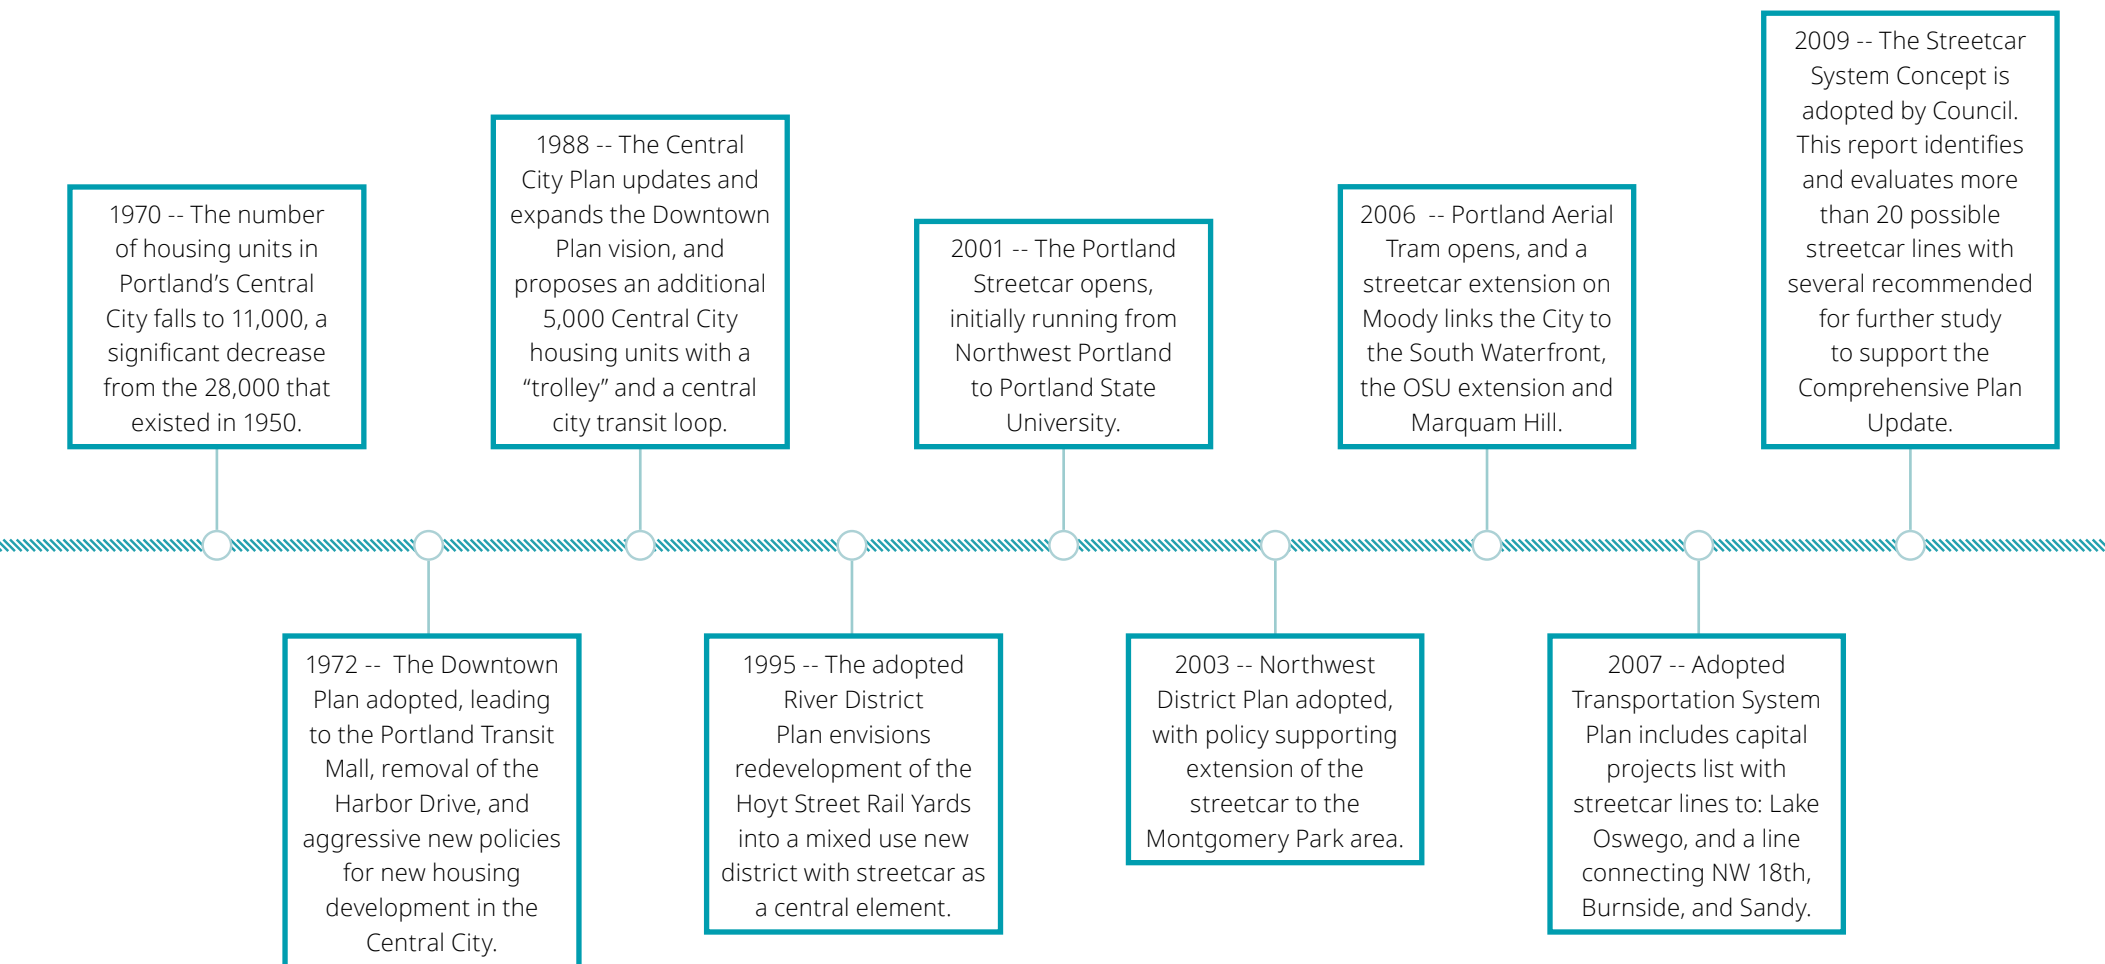 1970 -- The number
of housing units in
Portland’s Central
City falls to 11,000, a
significant decrease
from the 28,000 that
existed in 1950.
1972 --  The Downtown
Plan adopted, leading
to the Portland Transit
Mall, removal of the
Harbor Drive, and
aggressive new policies
for new housing
development in the
Central City.
1988 -- The Central
City Plan updates and
expands the Downtown
Plan vision, and
proposes an additional
5,000 Central City
housing units with a
“trolley” and a central
city transit loop.
1995 -- The adopted
River District
Plan envisions
redevelopment of the
Hoyt Street Rail Yards
into a mixed use new
district with streetcar as
a central element.
2001 -- The Portland
Streetcar opens,
initially running from
Northwest Portland
to Portland State
University.
2003 -- Northwest
District Plan adopted,
with policy supporting
extension of the
streetcar to the
Montgomery Park area.
2006  -- Portland Aerial
Tram opens, and a
streetcar extension on
Moody links the City to
the South Waterfront,
the OSU extension and
Marquam Hill.
2007 -- Adopted
Transportation System
Plan includes capital
projects list with
streetcar lines to: Lake
Oswego, and a line
connecting NW 18th,
Burnside, and Sandy.
2009 -- The Streetcar
System Concept is
adopted by Council.
This report identifies
and evaluates more
than 20 possible
streetcar lines with
several recommended
for further study
to support the
Comprehensive Plan
Update.